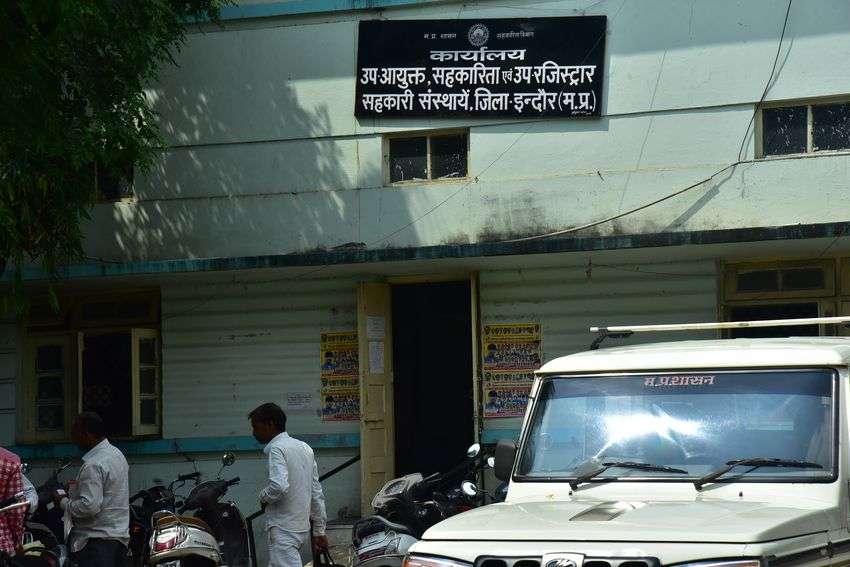 म.प्र. शासन सहकारिता विभाग
कार्यालय
उप-आयुक्त, सहकारिता एवं उप-रजिस्ट्रार
सहकारी संस्थायें, जिला-इन्दौर (म.प्र.)
म.प्र.शासन